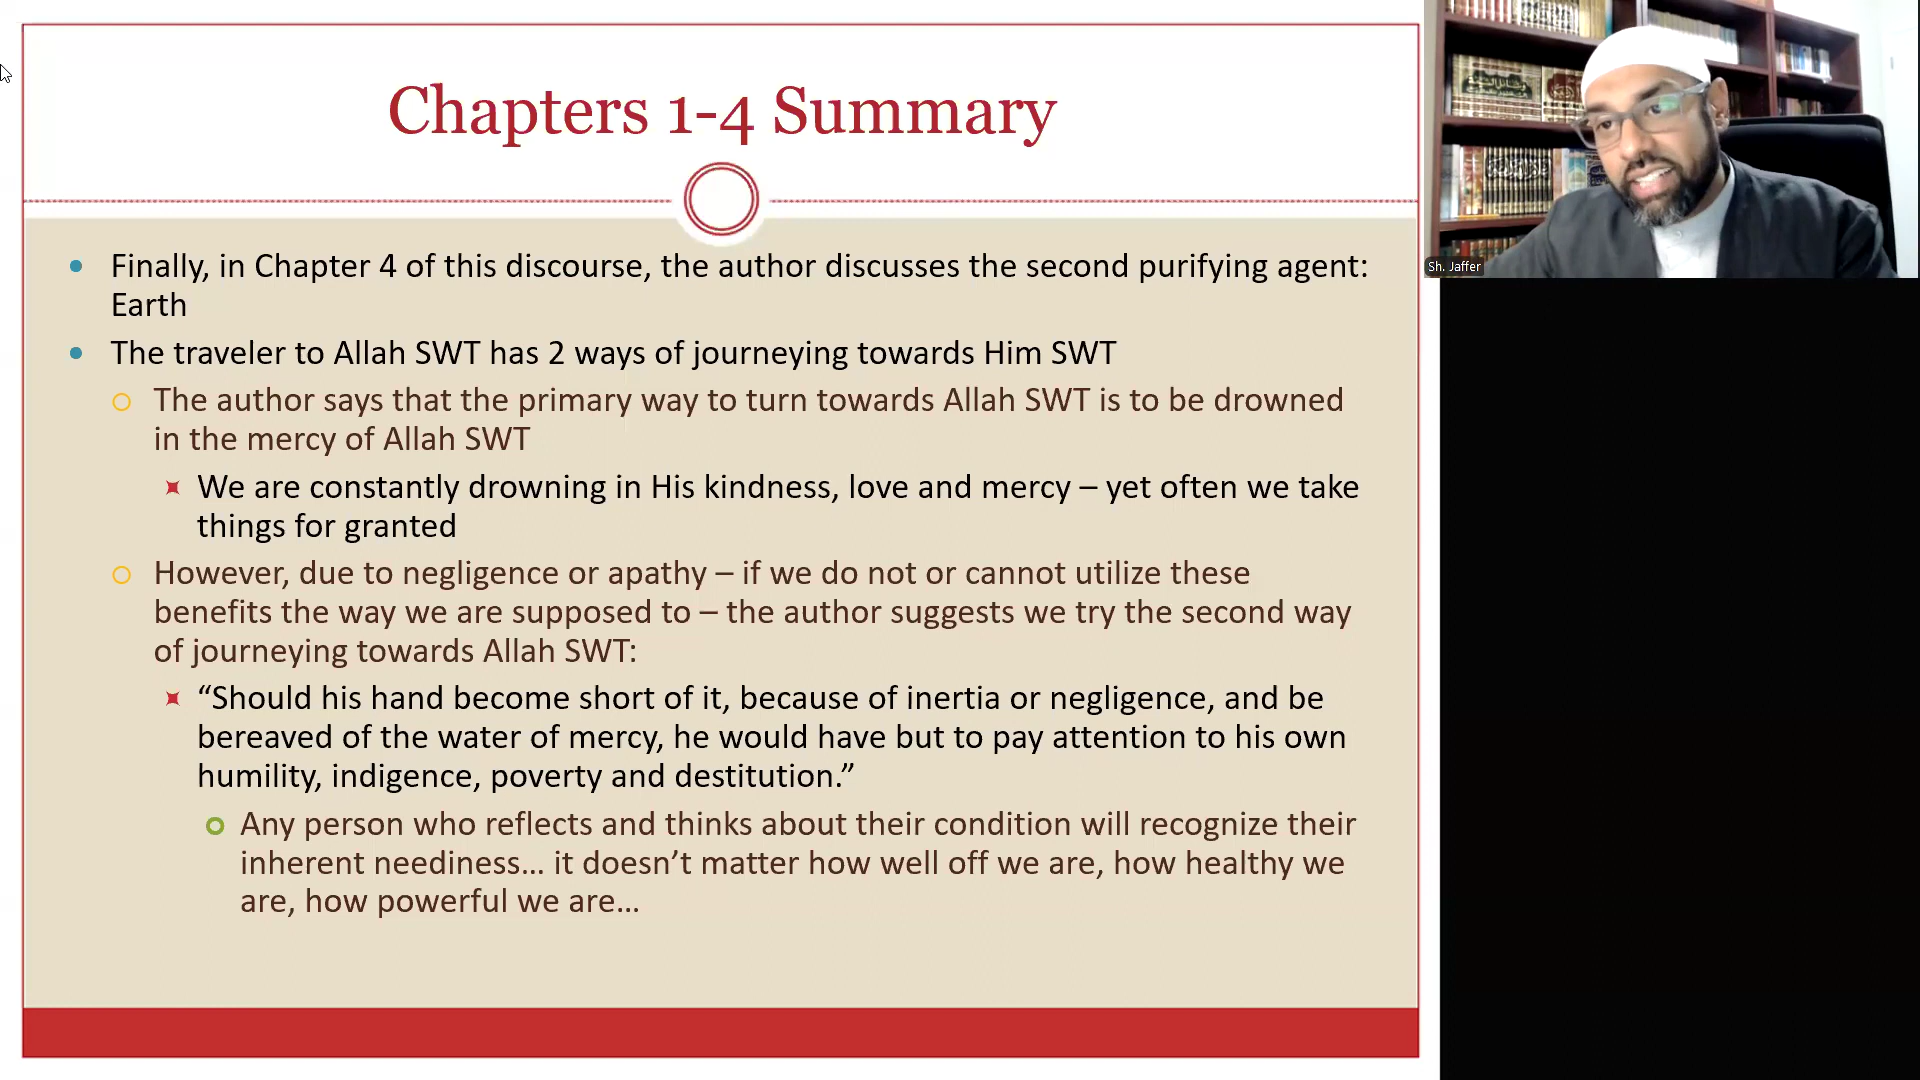 Chapters 1-4 Summary
Finally, in Chapter 4 of this discourse, the author discusses the second purifying agent:
Earth
The traveler to Allah SWT has 2 ways of journeying towards Him SWT
The author says that the primary way to turn towards Allah SWT is to be drowned
in the mercy of Allah SWT
We are constantly drowning in His kindness, love and mercy – yet often we take
things for granted
However, due to negligence or apathy – if we do not or cannot utilize these
benefits the way we are supposed to – the author suggests we try the second way
of journeying towards Allah SWT:
“Should his hand become short of it, because of inertia or negligence, and be
bereaved of the water of mercy, he would have but to pay attention to his own
humility, indigence, poverty and destitution.”
Any person who reflects and thinks about their condition will recognize their
inherent neediness… it doesn’t matter how well off we are, how healthy we
are, how powerful we are…
Sh. Jaffer